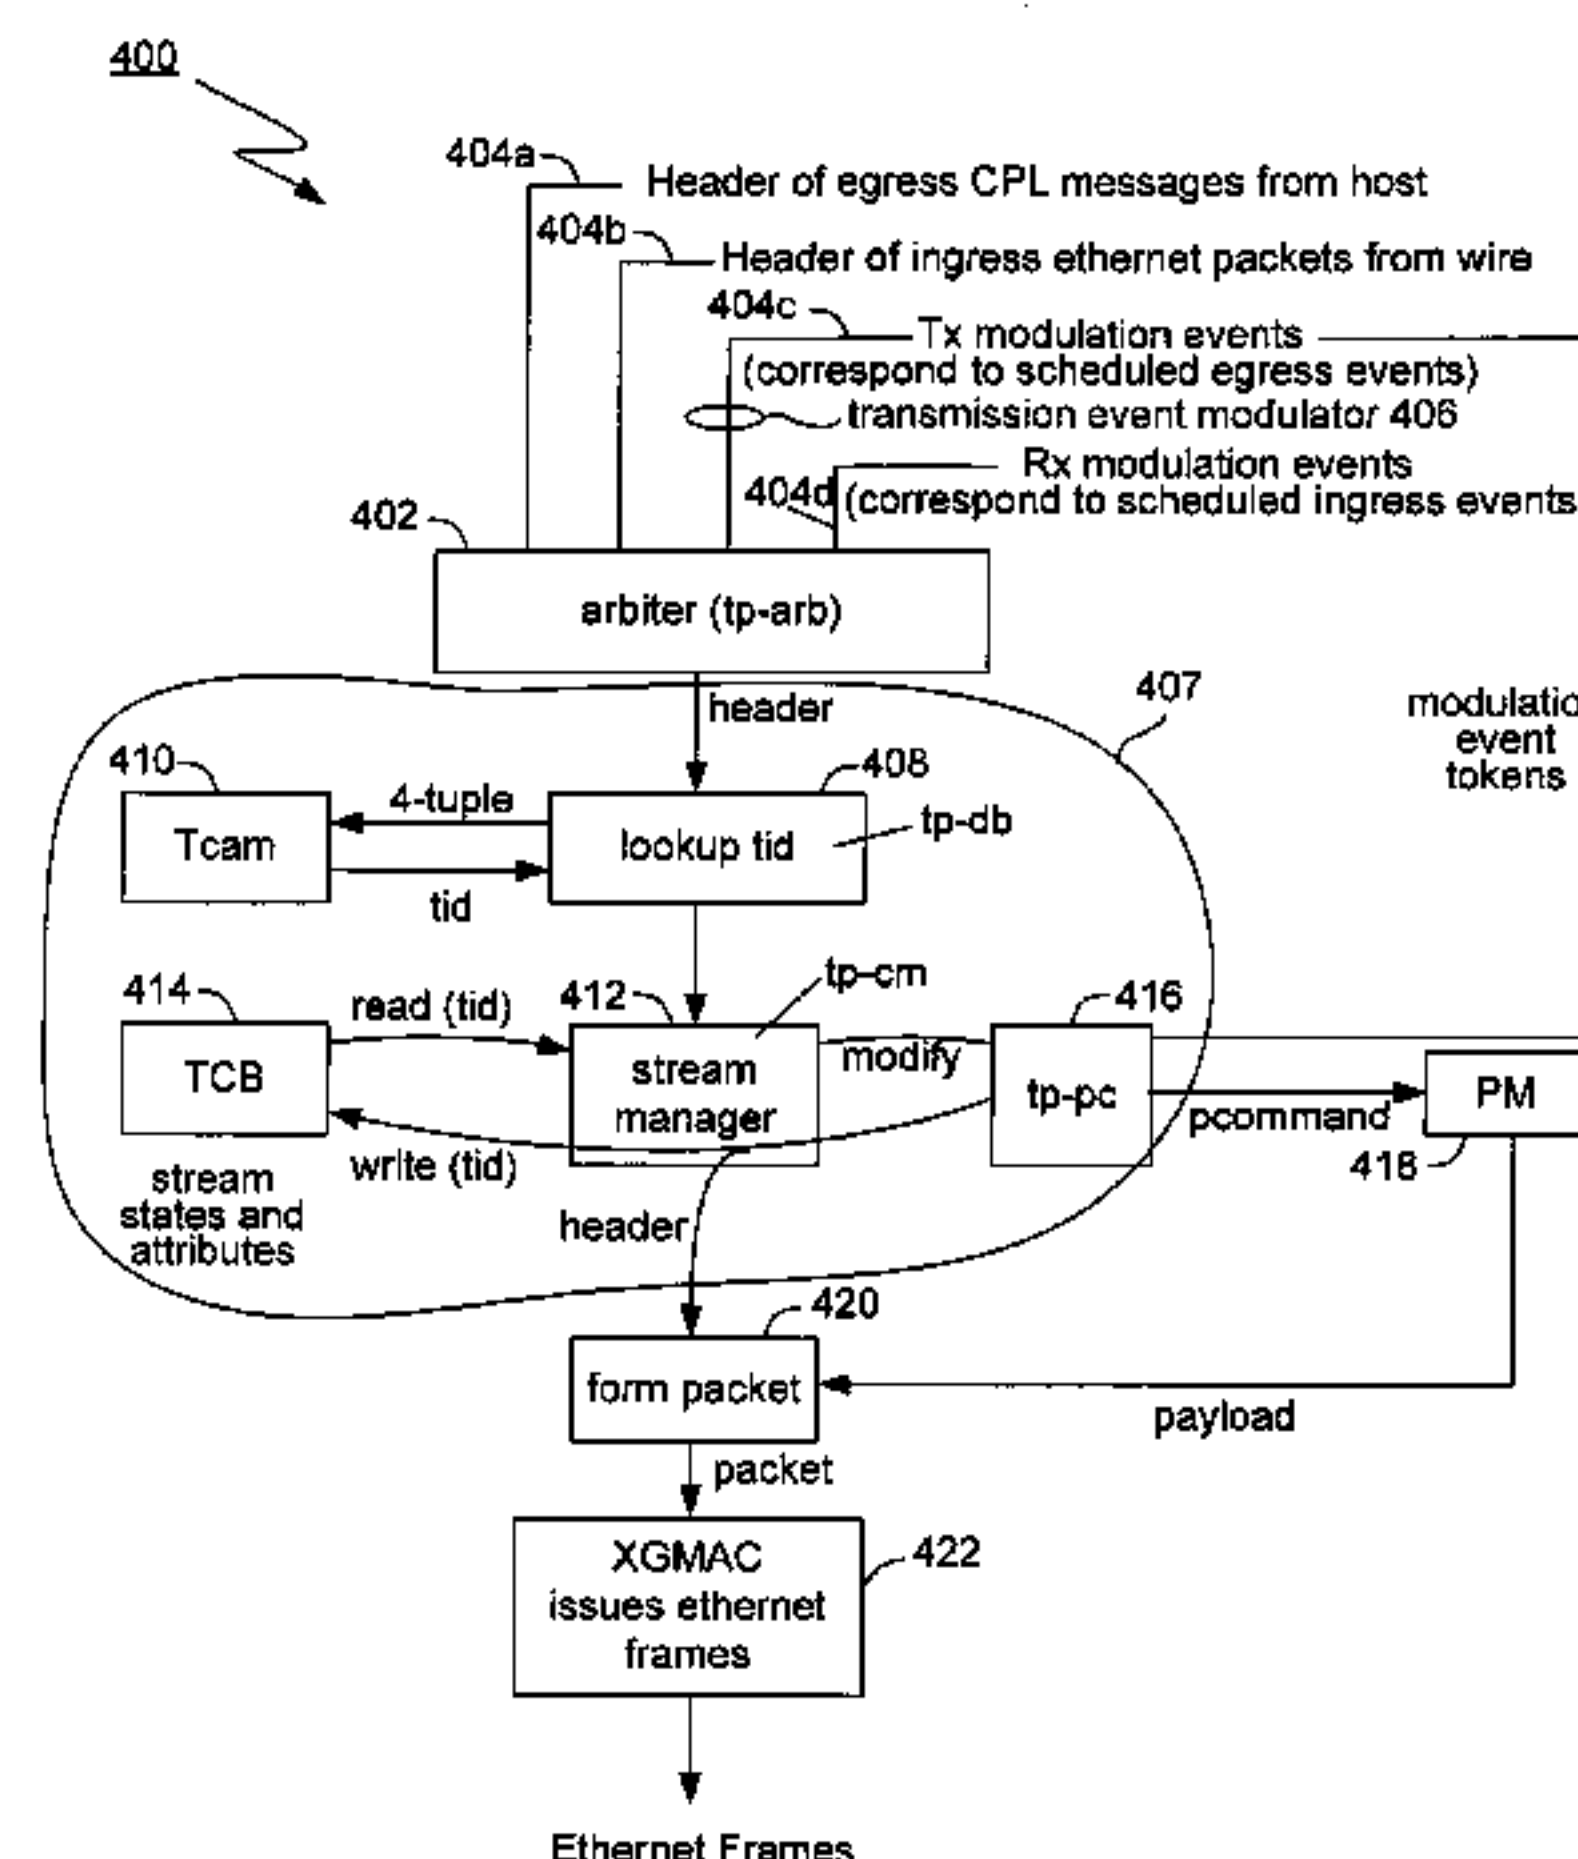 400
404a
Header of egress CPL messages from host
404b
Header of ingress ethernet packets from wire
404c
Tx modulation events
(correspond to scheduled egress events)
transmission event modulator 406
Rx modulation events
404d
(correspond to scheduled ingress events
402
arbiter (tp-arb)
407
header
modulatio
event
tokens
410
408
4-tuple
tp-db
Tcam
lookup tid
tid
tp-cm
414
read (tid)
412
416
modify
TCB
stream
manager
tp-pc
PM
pcommand
write (tid)
418
stream
states and
attributes
header
420
form packet
payload
packet
XGMAC
issues ethernet
frames
422
Ethernet Frames